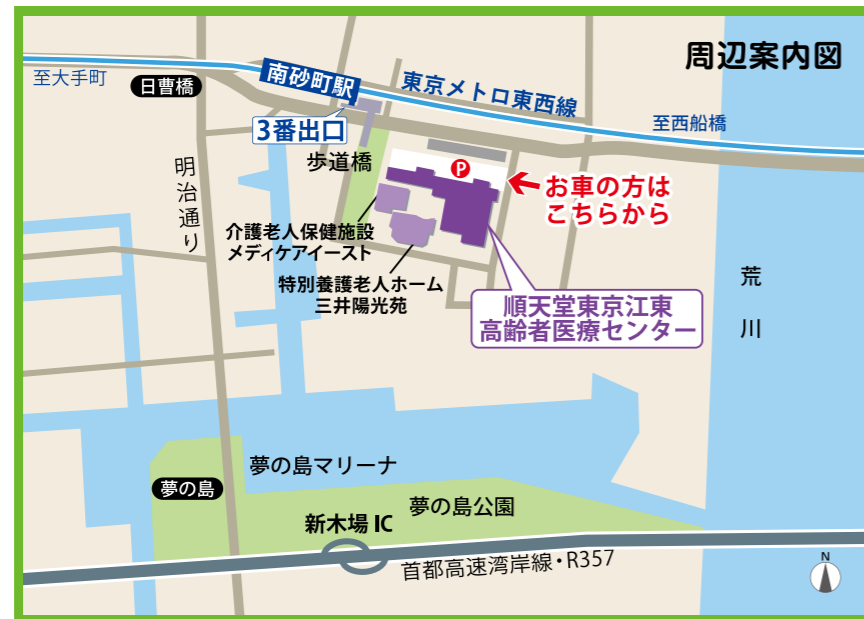 周辺案内図
至大手町
日曹橋
南砂町駅
東京メトロ東西線
至西船橋
3番出口
歩道橋
P
お車の方は
こちらから
明治通り
介護老人保健施設
メディケアイースト
特別養護老人ホーム
三井陽光苑
順天堂東京江東
高齢者医療センター
荒川
夢の島マリーナ
夢の島
夢の島公園
新木場 IC
首都高速湾岸線・R357
N